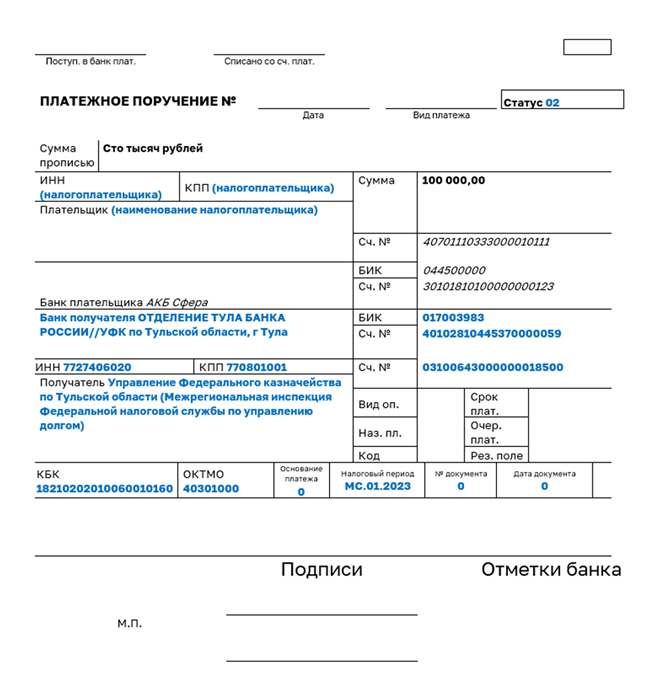 Поступ. в банк плат.
Списано со сч. плат.
ПЛАТЕЖНОЕ ПОРУЧЕНИЕ №
Дата
Вид платежа
Статус 02
Сумма
прописью
Сто тысяч рублей
ИНН
(налогоплательщика)
КПП (налогоплательщика)
Сумма
100 000,00
Плательщик (наименование налогоплательщика)
Сч. №
40701110333000010111
Банк плательщика АКБ Сфера
БИК
044500000
Сч. №
30101810100000000123
Банк получателя ОТДЕЛЕНИЕ ТУЛА БАНКА
РОССИИ//УФК по Тульской области, г Тула
БИК
017003983
Сч. №
40102810445370000059
ИНН 7727406020
КПП 770801001
Сч. №
03100643000000018500
Получатель Управление Федерального казначейства
по Тульской области (Межрегиональная инспекция
Федеральной налоговой службы по управлению
долгом)
Вид оп.
Срок
плат.
Наз. пл.
Очер.
плат.
Код
Рез. поле
КБК
18210202010060010160
ОКТМО
40301000
Основание
платежа
0
Налоговый период
МС.01.2023
№ документа
0
Дата документа
0
Подписи
Отметки банка
М.П.